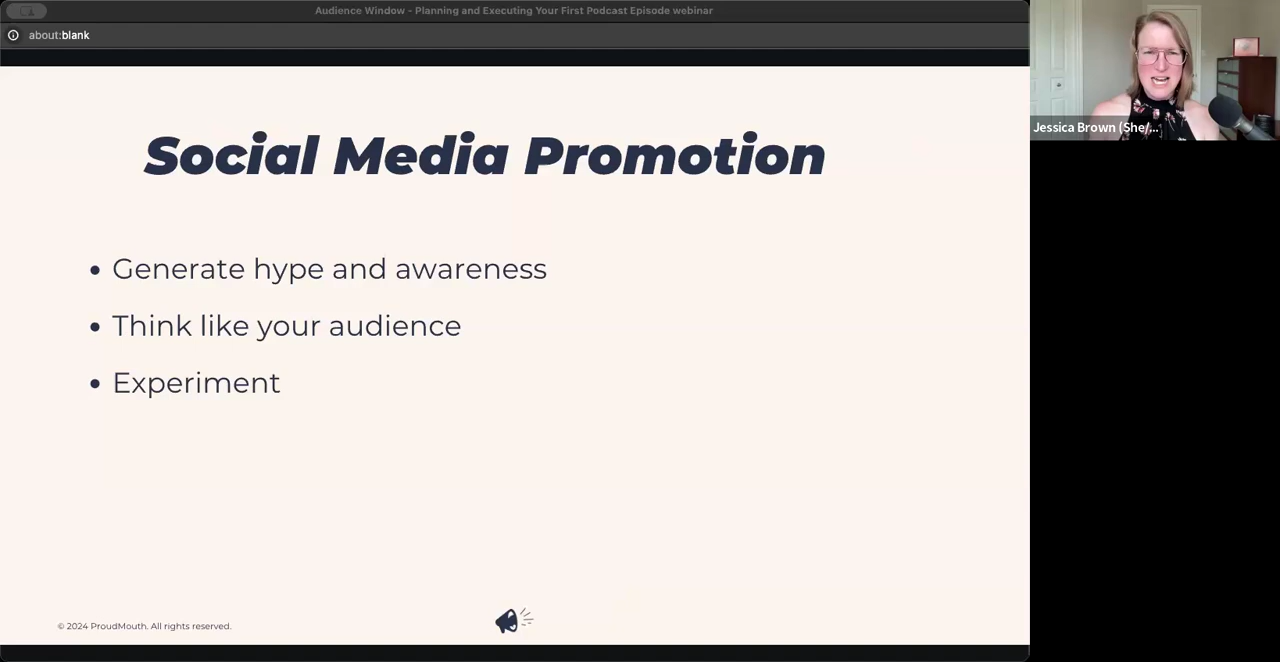 Audience Window - Planning and Executing Your First Podcast Episode webinar
about:blank
Social Media Promotion
• Generate hype and awareness
• Think like your audience
• Experiment
© 2024 ProudMouth. All rights reserved.
Jessica Brown (She/...